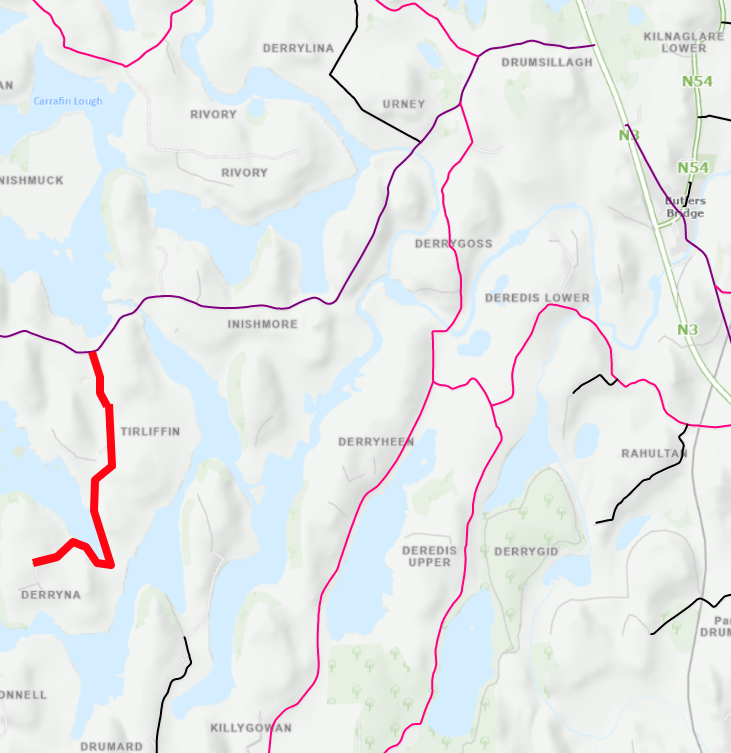 KILNAGLARE
LOWER
DERRYLINA
DRUMSILLAGH
AN
N54
Carrafin Lough
URNEY
RIVORY
N3
N54
RIVORY
NISHMUCK
Butlers
Bridge
DERRYGOSS
DEREDIS LOWER
INISHMORE
N3
TIRLIFFIN
DERRYHEEN
RAHULTAN
DEREDIS
UPPER
DERRYGID
DERRYNA
Pa
DRUM
ONNELL
KILLYGOWAN
DRUMARD